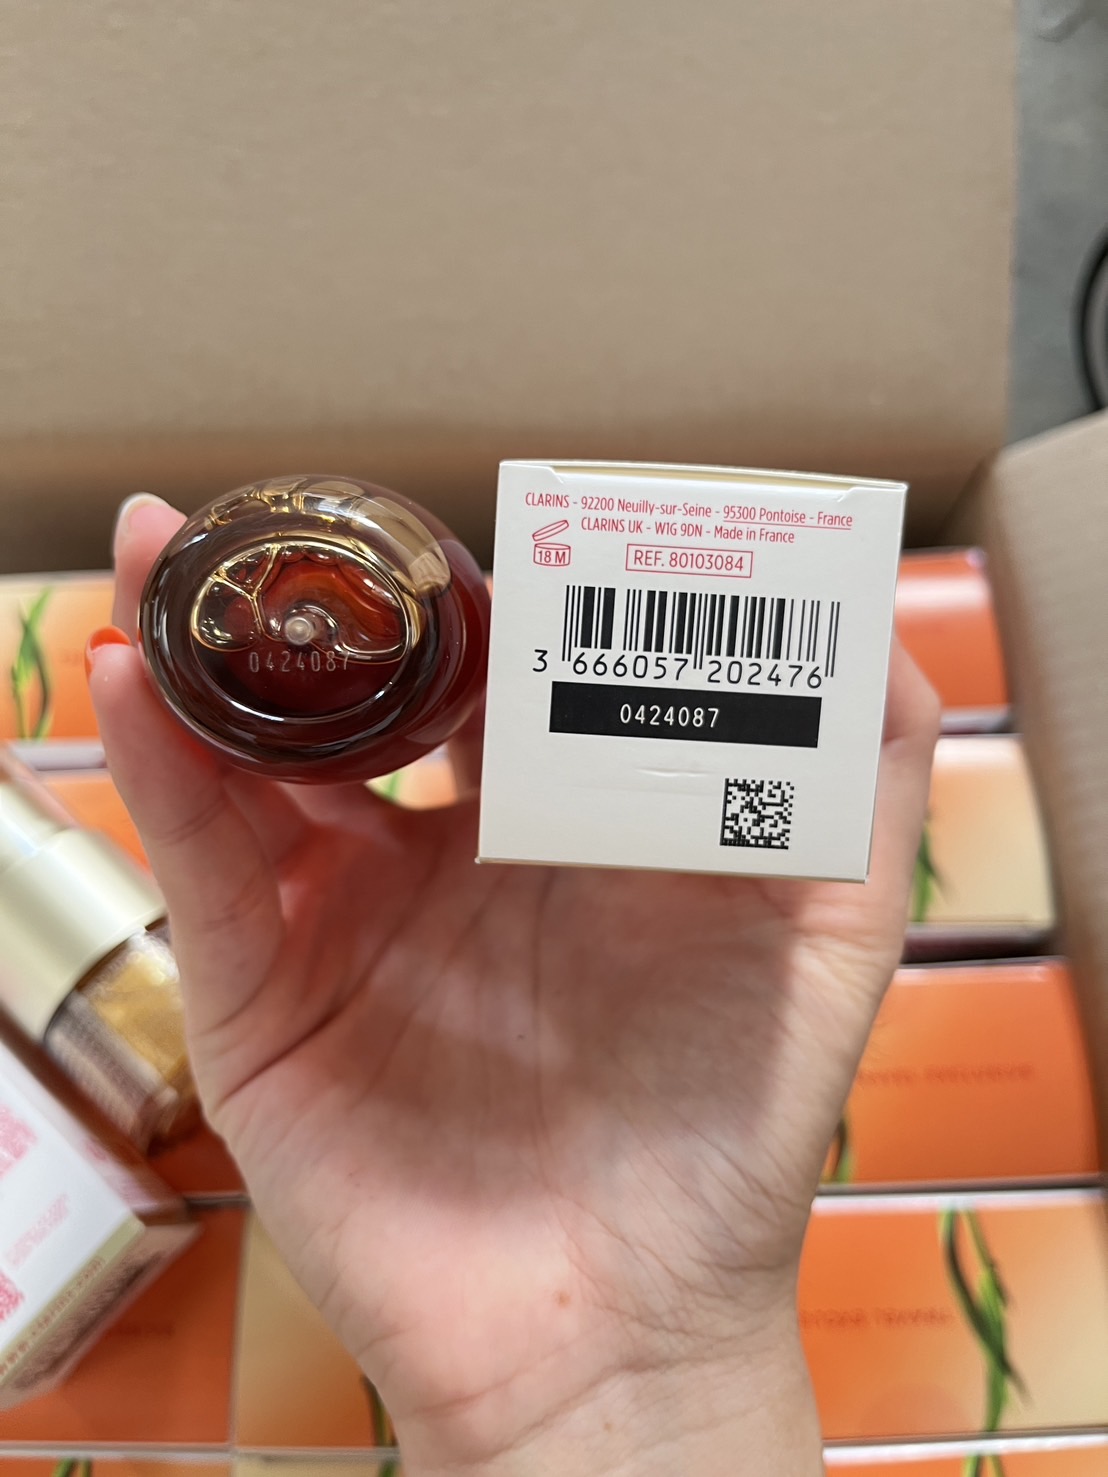 CLARINS - 92200 Neuilly-sur-Seine - 95300 Pontoise - France
CLARINS UK - W1G 9DN - Made in France
18 M
REF. 80103084
3 666057 202476
0424087
0424087